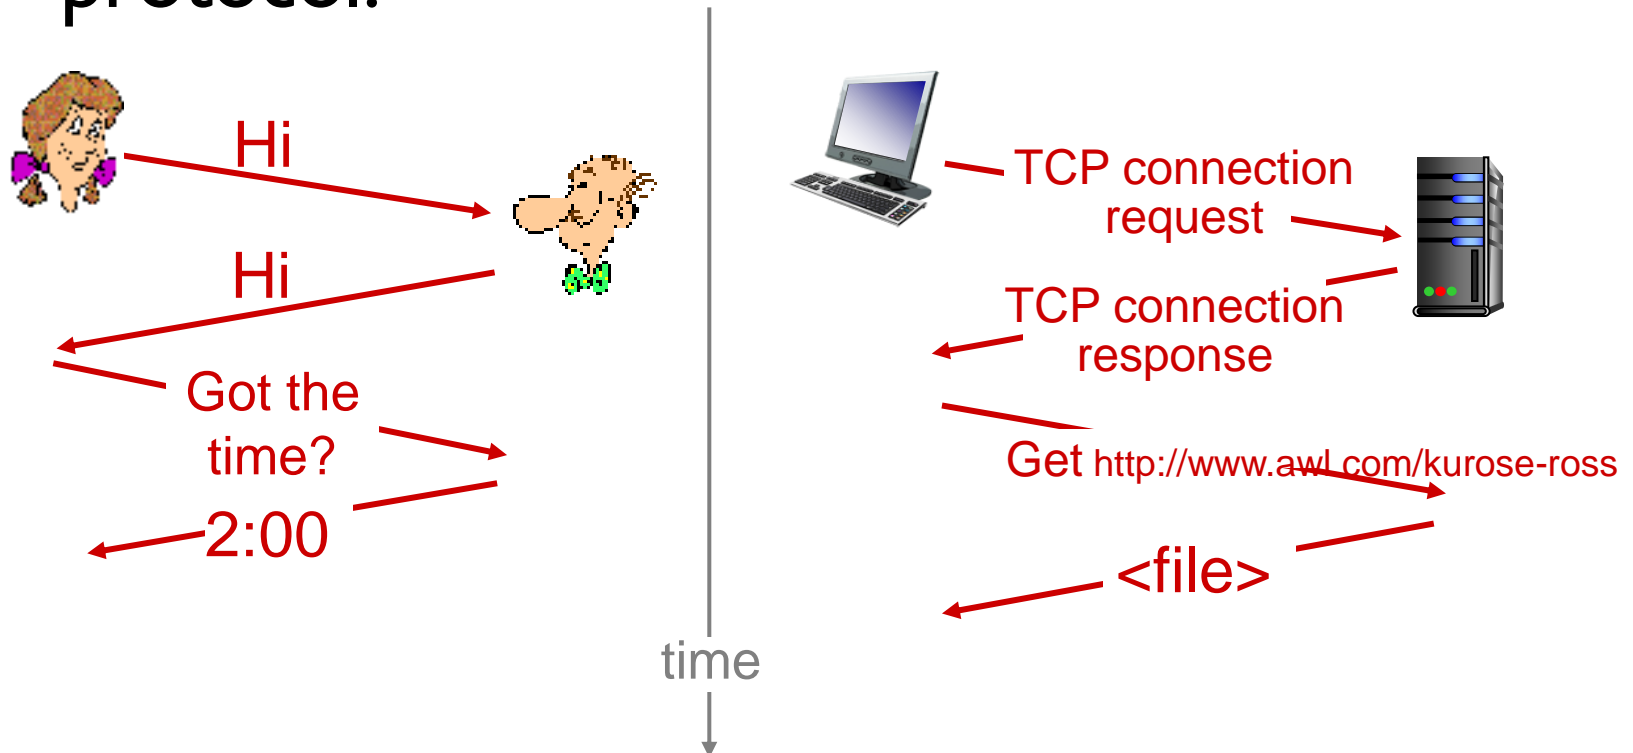 protocol:
Hi
Hi
Got the
time?
2:00
TCP connection
request
TCP connection
response
Get http://www.awl.com/kurose-ross
<file>
time